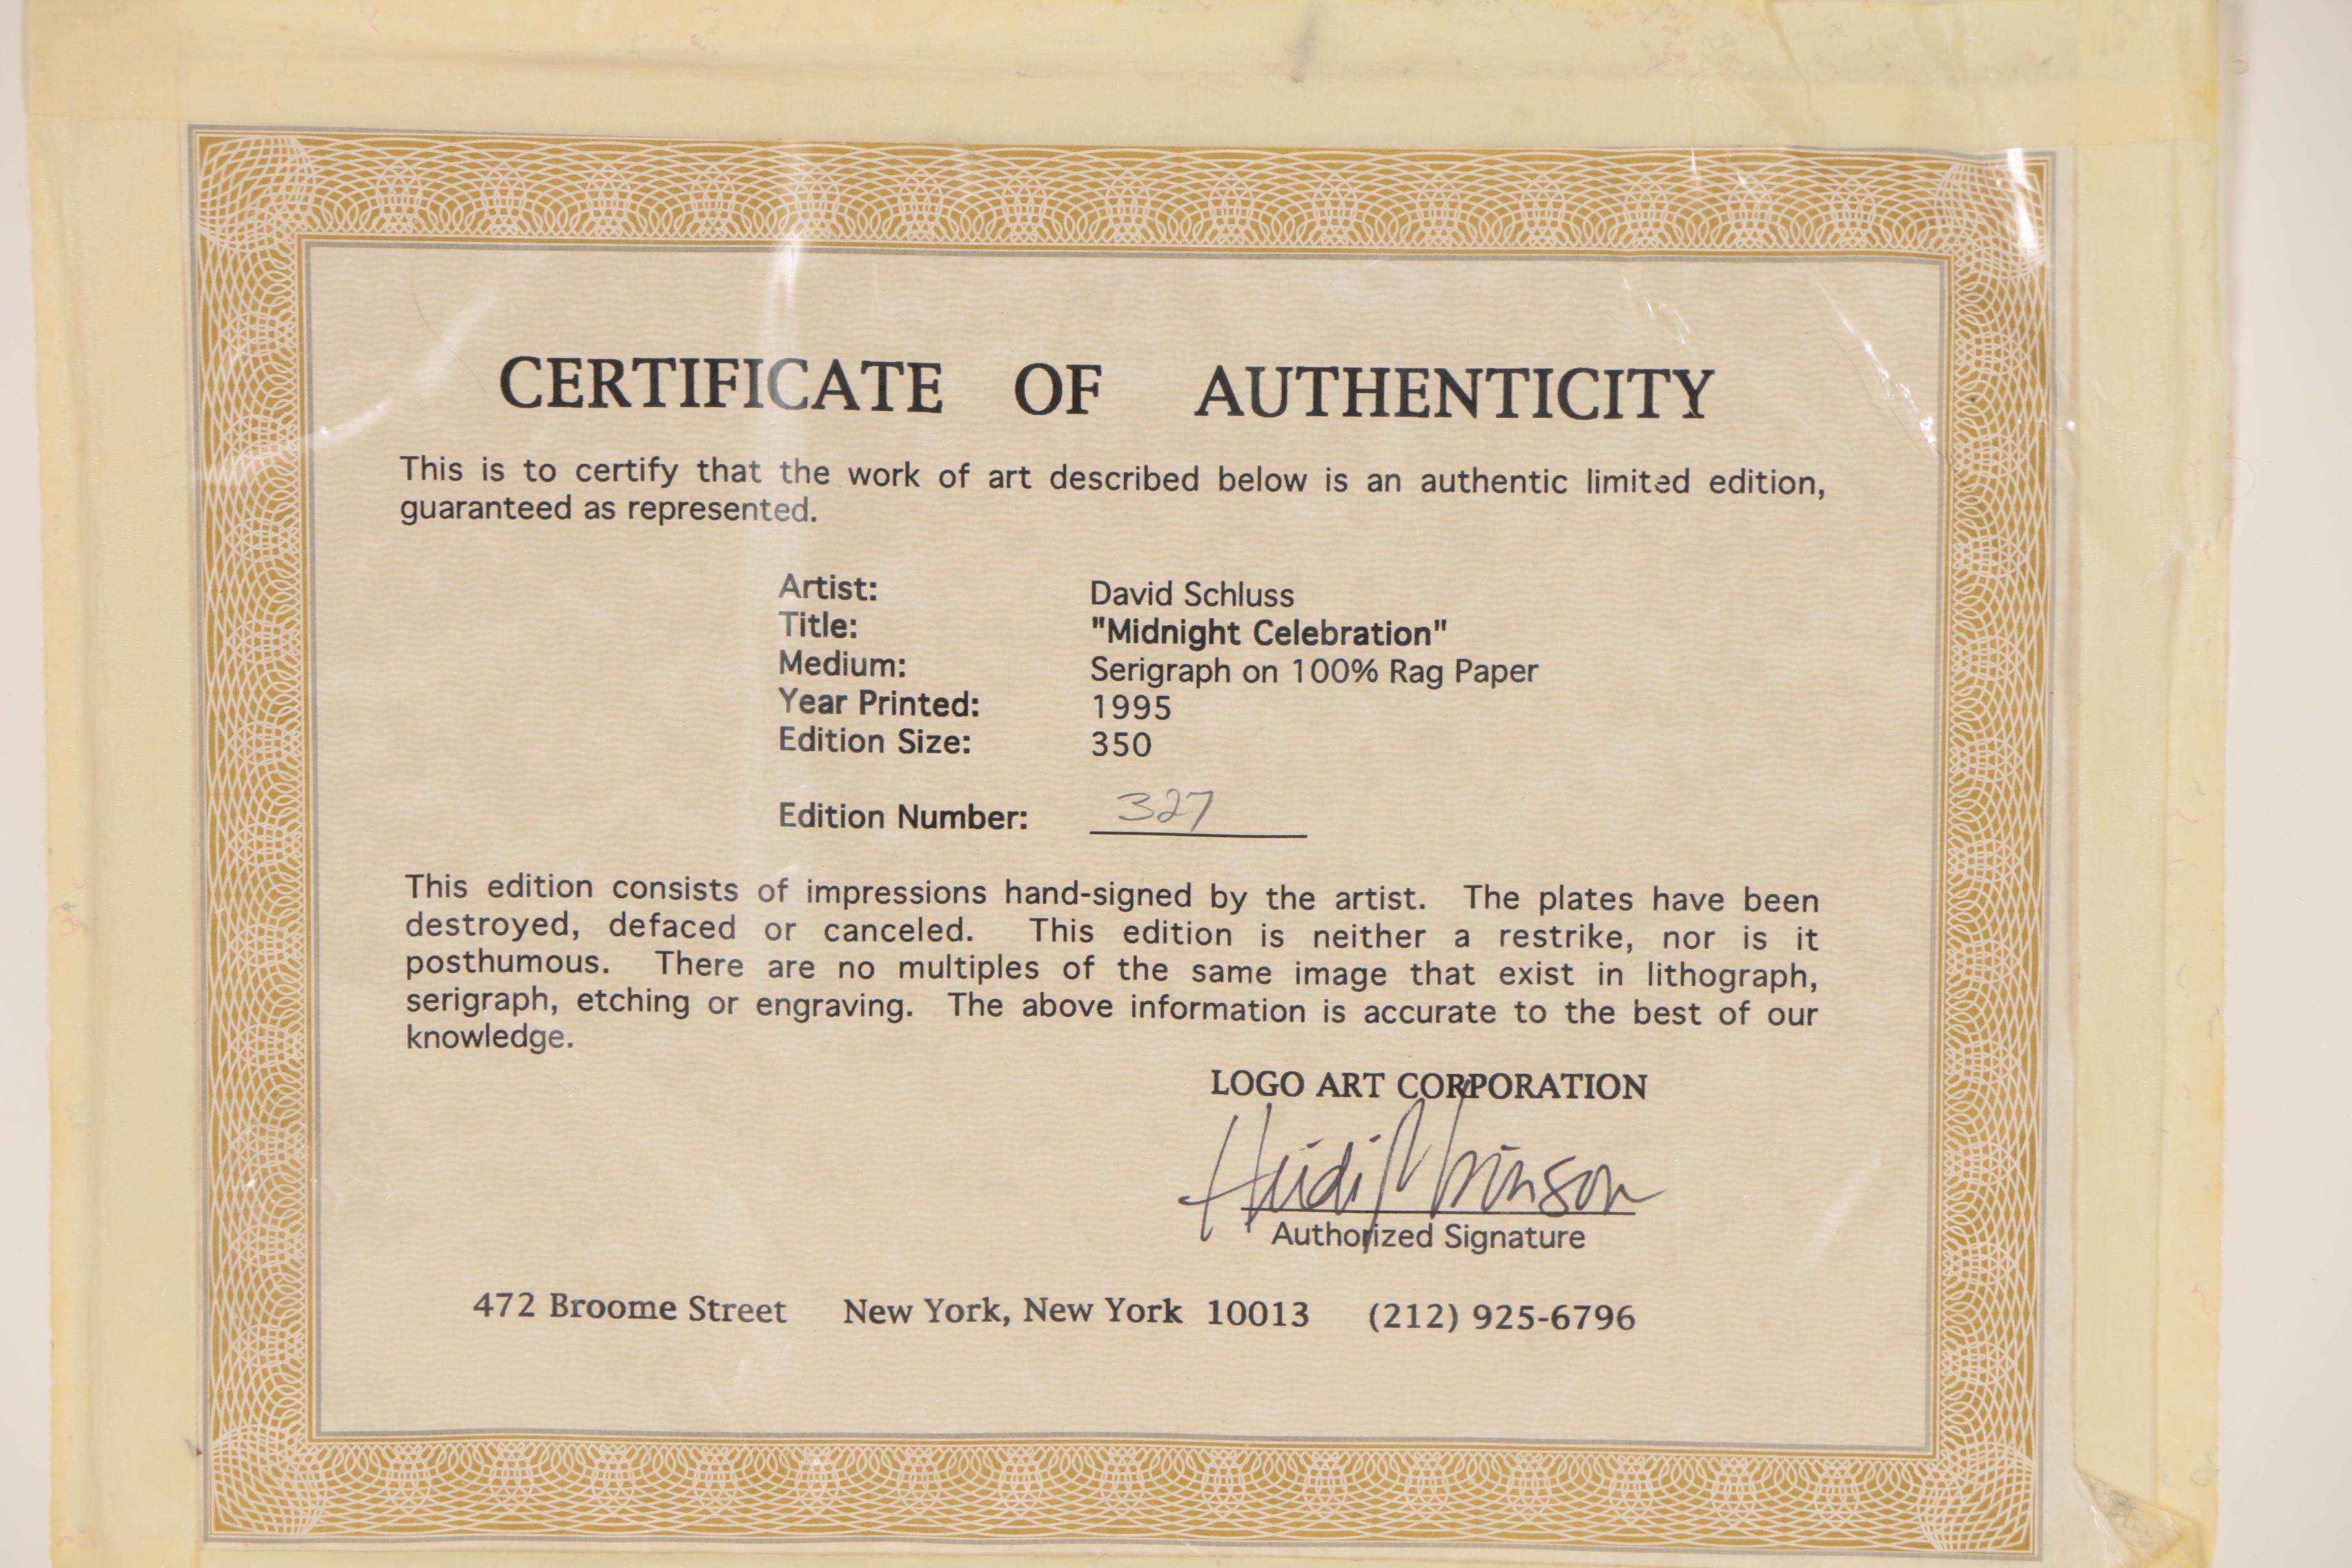 CERTIFICATE OF AUTHENTICITY
This is to certify that the work of art described below is an authentic limited edition,
guaranteed as represented.
Artist: David Schluss
Title: "Midnight Celebration"
Medium: Serigraph on 100% Rag Paper
Year Printed: 1995
Edition Size: 350
Edition Number: 327
This edition consists of impressions hand-signed by the artist. The plates have been
destroyed, defaced or canceled. This edition is neither a restrike, nor is it
posthumous. There are no multiples of the same image that exist in lithograph,
serigraph, etching or engraving. The above information is accurate to the best of our
knowledge.
LOGO ART CORPORATION
Heidi
Authorized Signature
472 Broome Street New York, New York 10013 (212) 925-6796